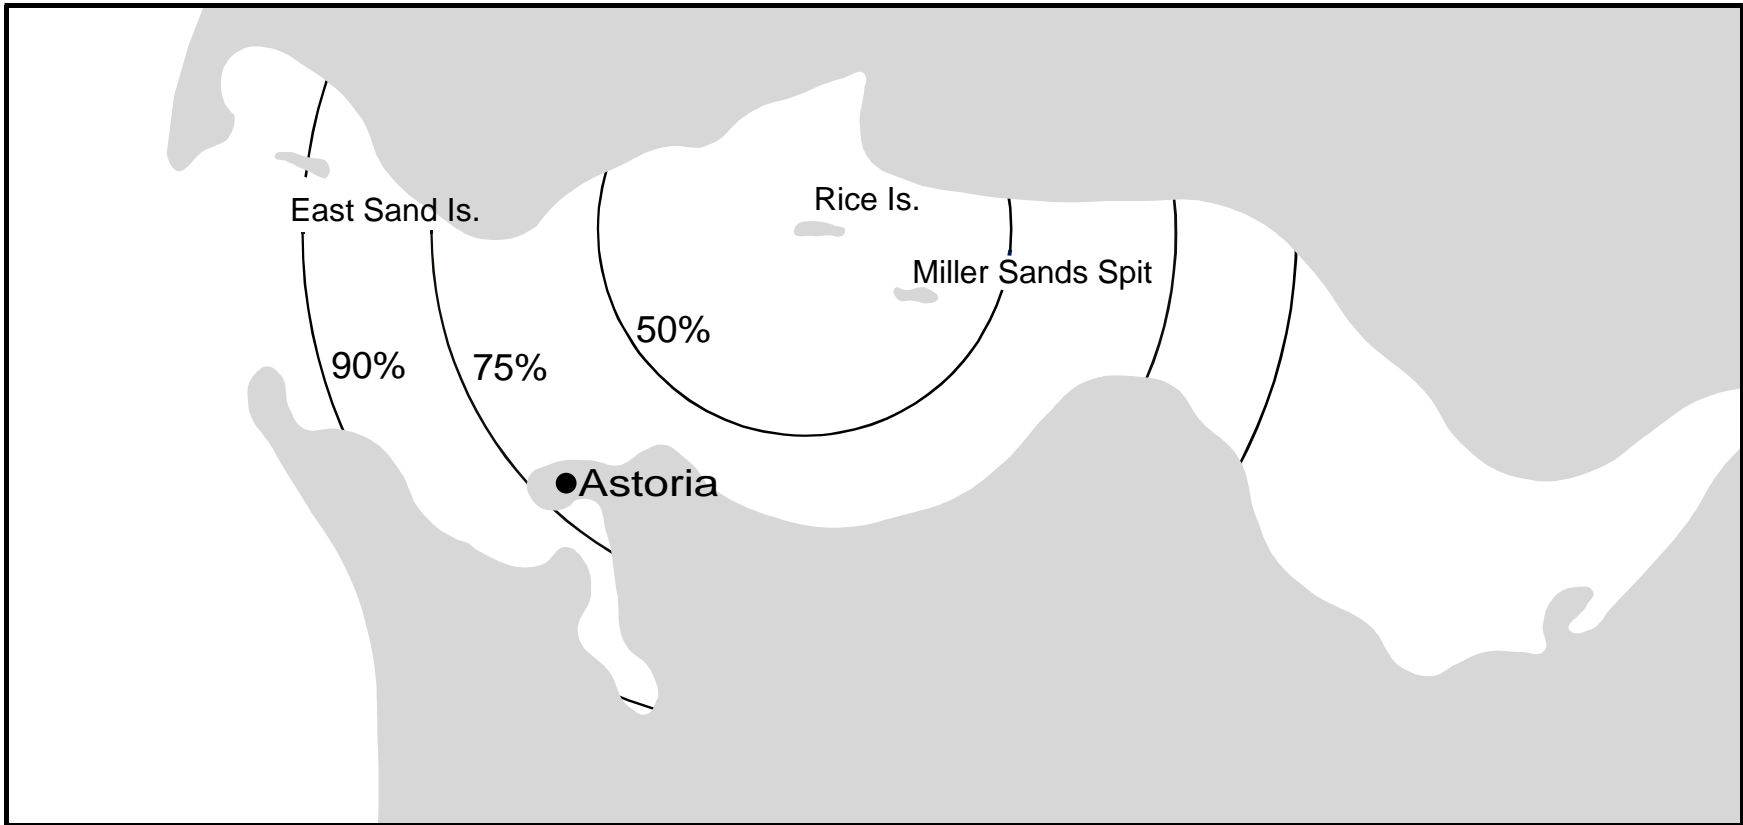 Rice Is.
East Sand Is.
Miller Sands Spit
50%
90%
75%
Astoria